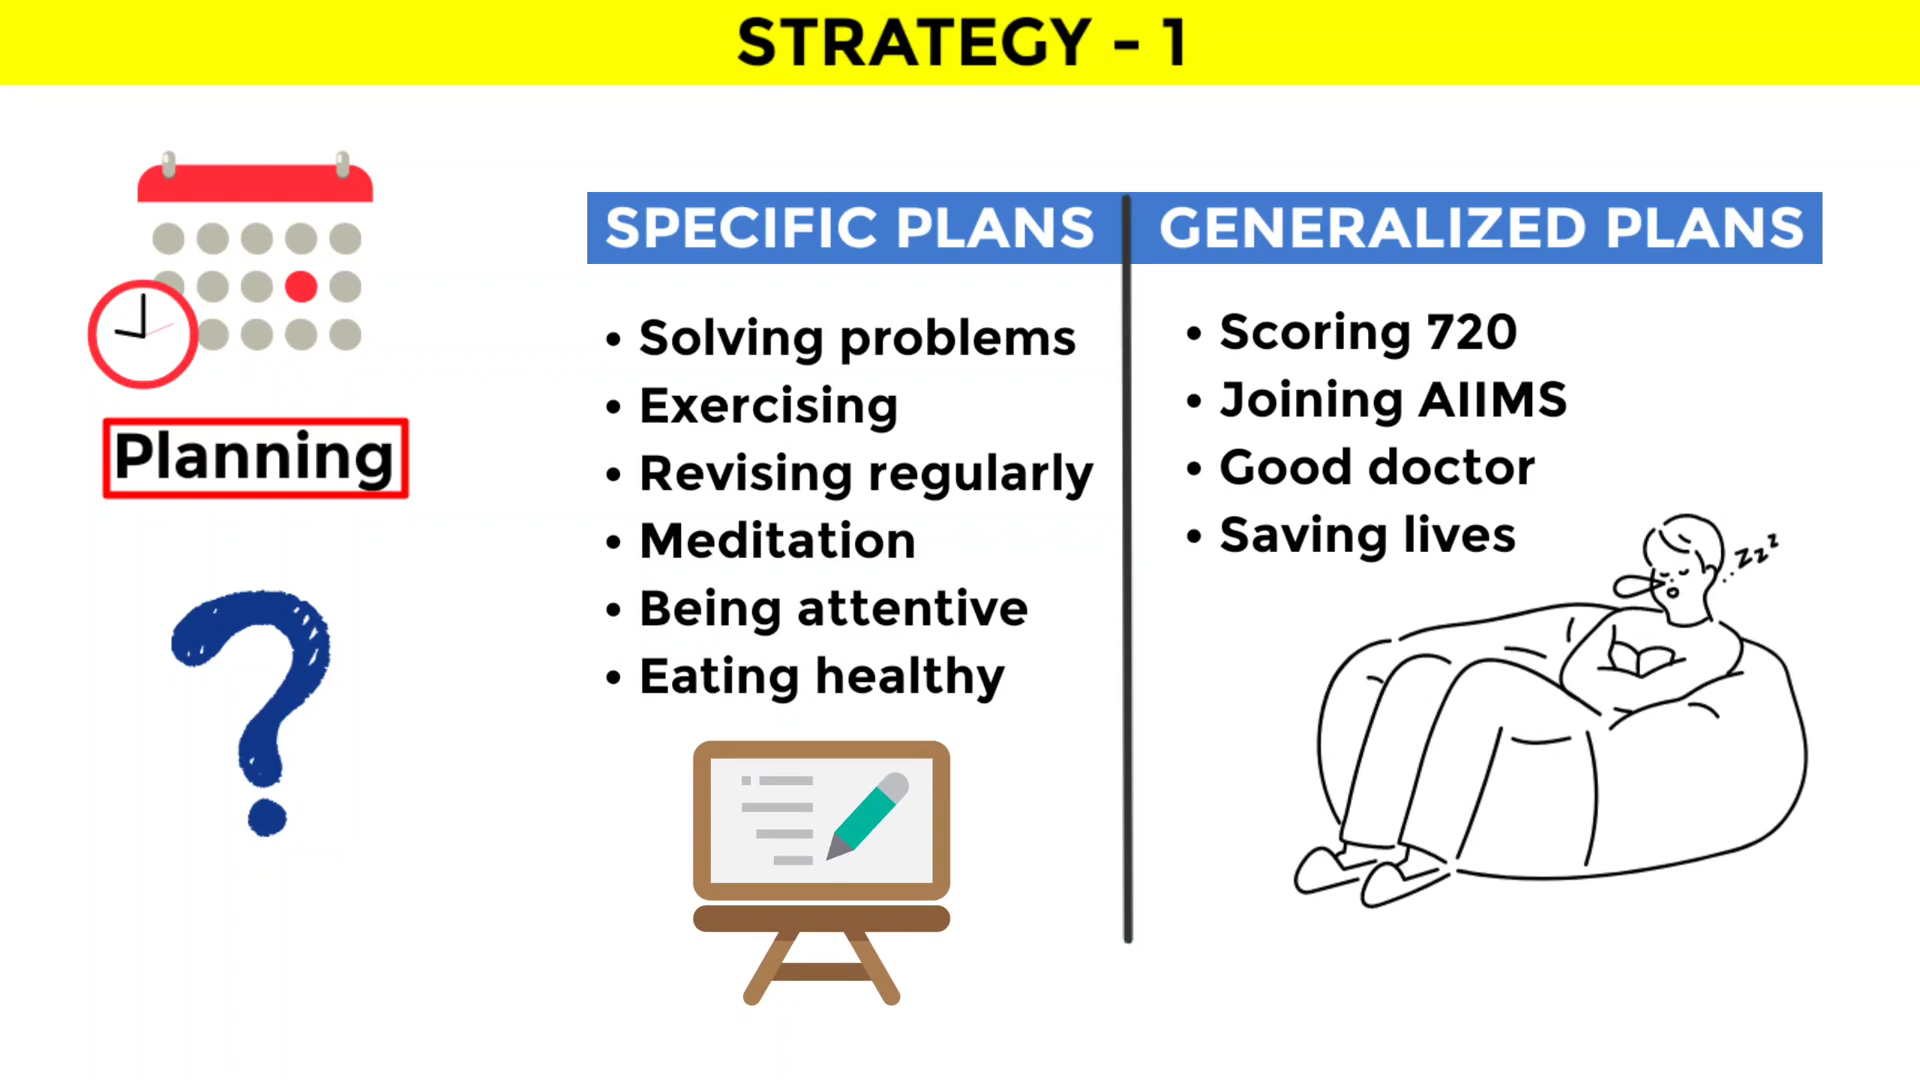 STRATEGY - 1
Planning
SPECIFIC PLANS
• Solving problems
• Exercising
• Revising regularly
• Meditation
• Being attentive
• Eating healthy
GENERALIZED PLANS
• Scoring 720
• Joining AIIMS
• Good doctor
• Saving lives
zzz
?